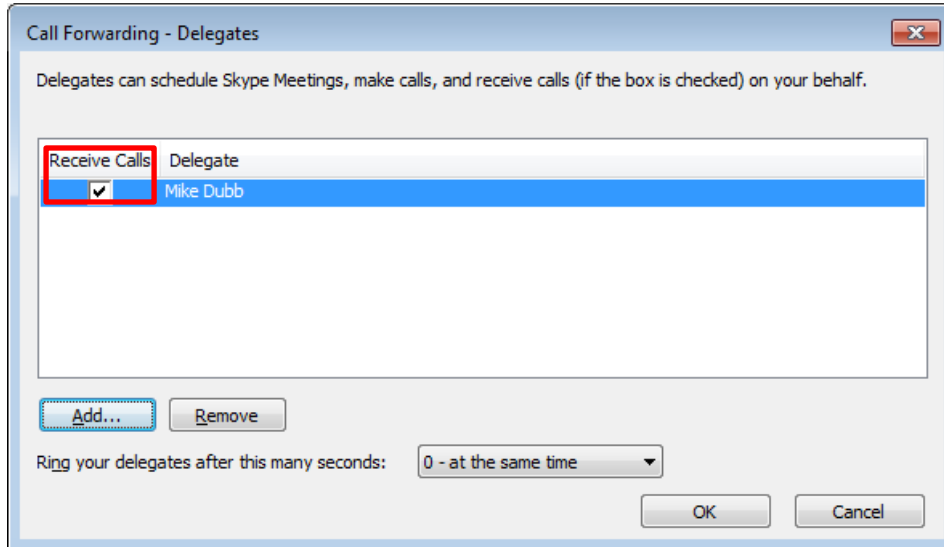 Call Forwarding - Delegates
Delegates can schedule Skype Meetings, make calls, and receive calls (if the box is checked) on your behalf.
Receive Calls Delegate
Mike Dubb
Add... Remove
Ring your delegates after this many seconds: 0 - at the same time
OK Cancel